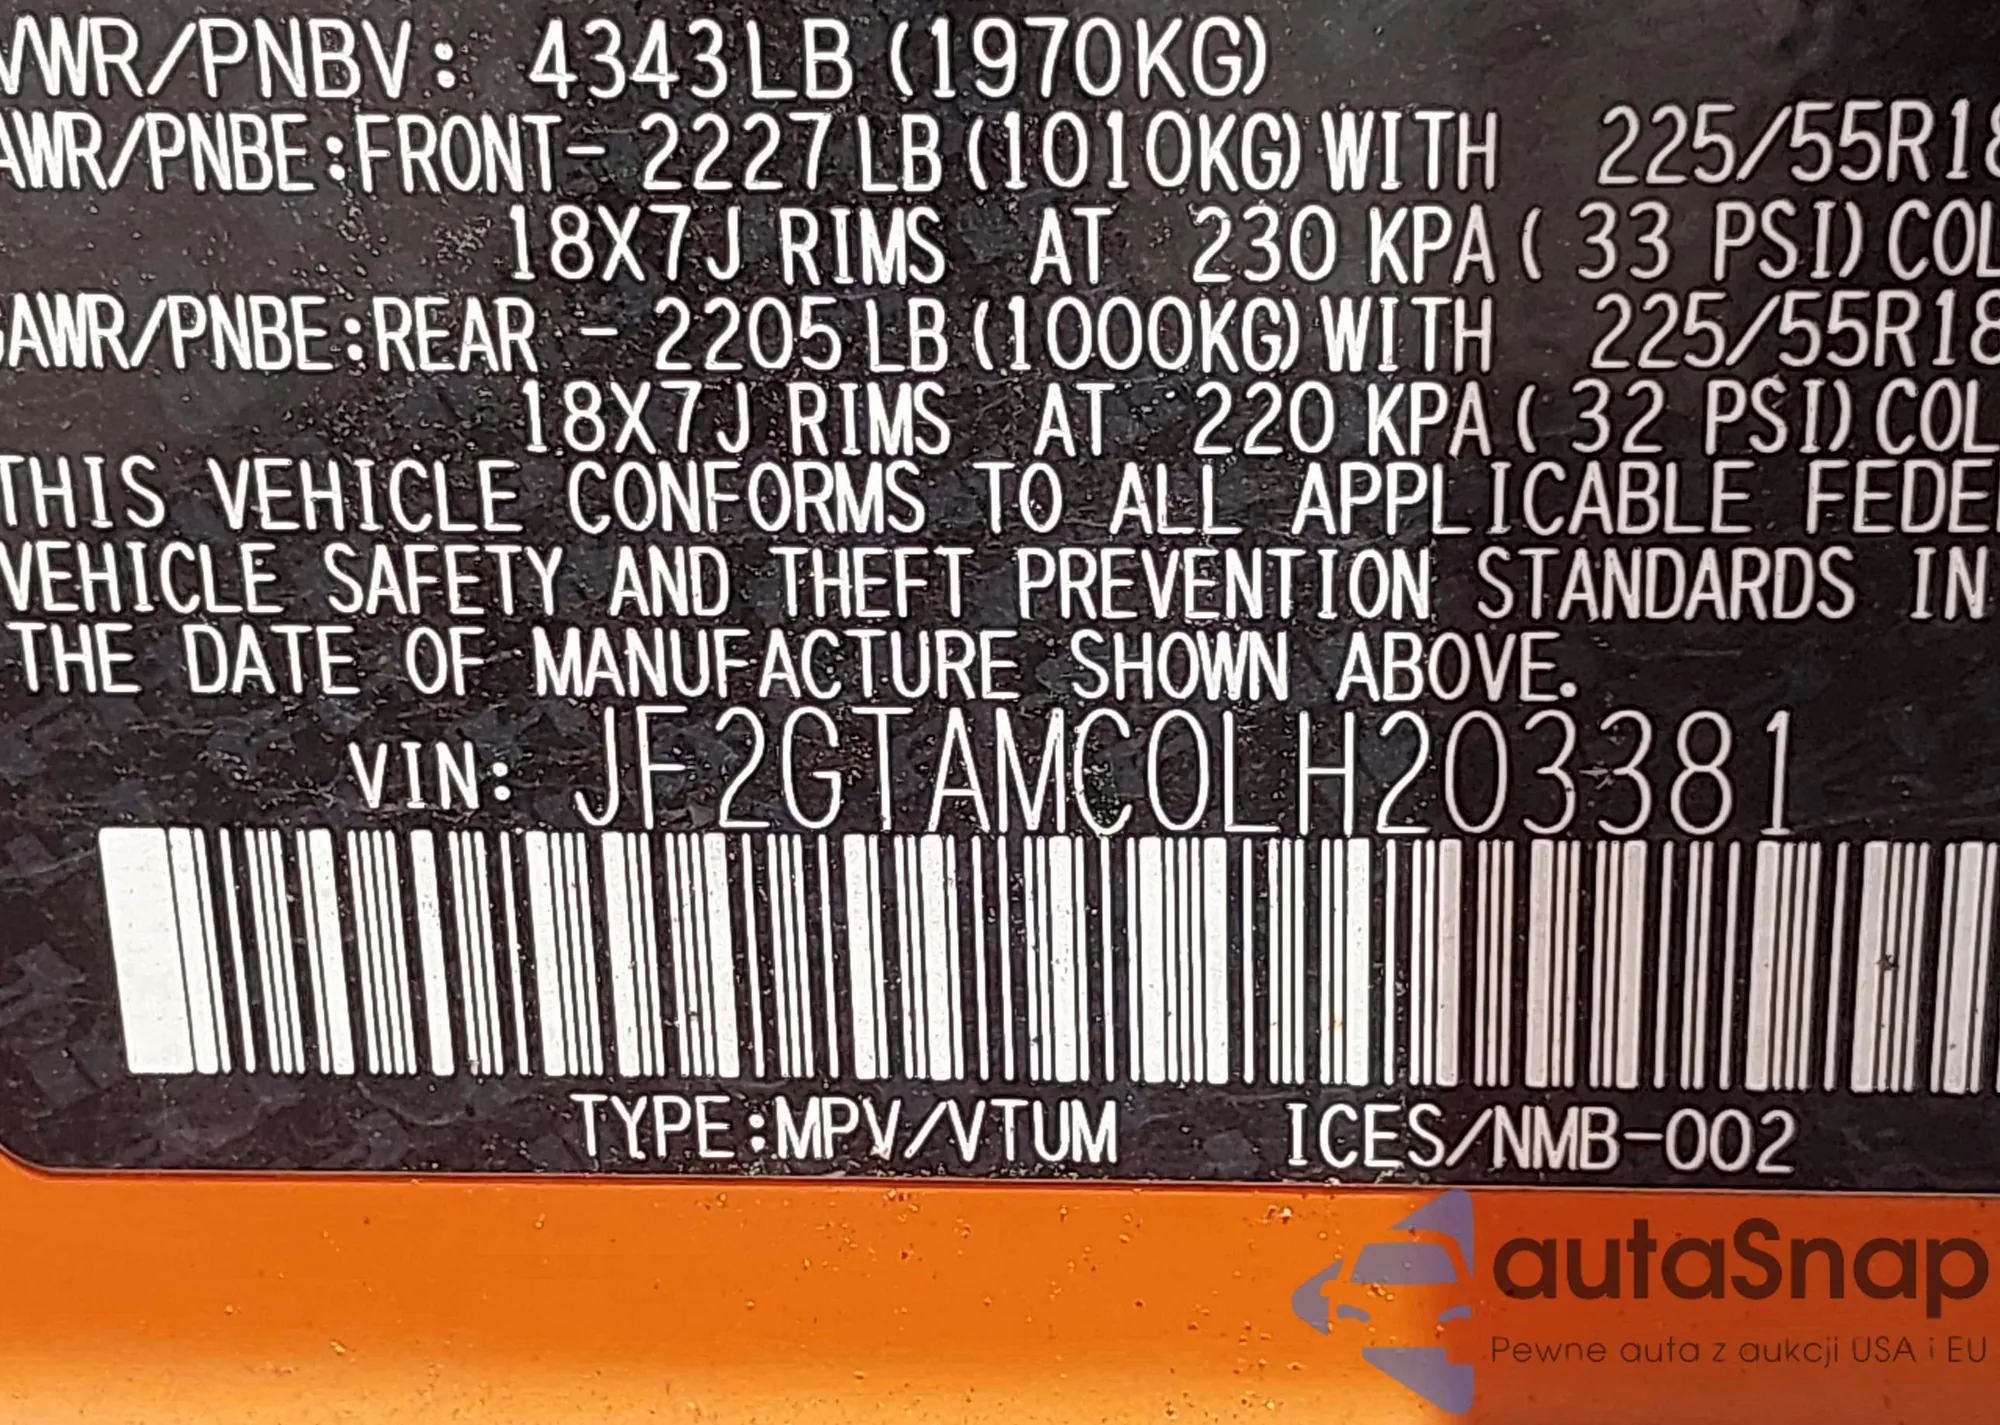 VWR/PNBV: 4343LB (1970KG)
AWR/PNBE:FRONT- 2227 LB (1010KG) WITH 225/55R18
18X7J RIMS AT 230 KPA ( 33 PSI) COL
GAWR/PNBE:REAR - 2205 LB (1000KG) WITH 225/55R18
18X7J RIMS AT 220 KPA ( 32 PSI) COL
THIS VEHICLE CONFORMS TO ALL APPLICABLE FEDE
VEHICLE SAFETY AND THEFT PREVENTION STANDARDS IN
THE DATE OF MANUFACTURE SHOWN ABOVE.
VIN: JF2GTAMC0LH203381
TYPE:MPV/VTUM ICES/NMB-002
autaSnap
Pewne auta z aukcji USA i EU